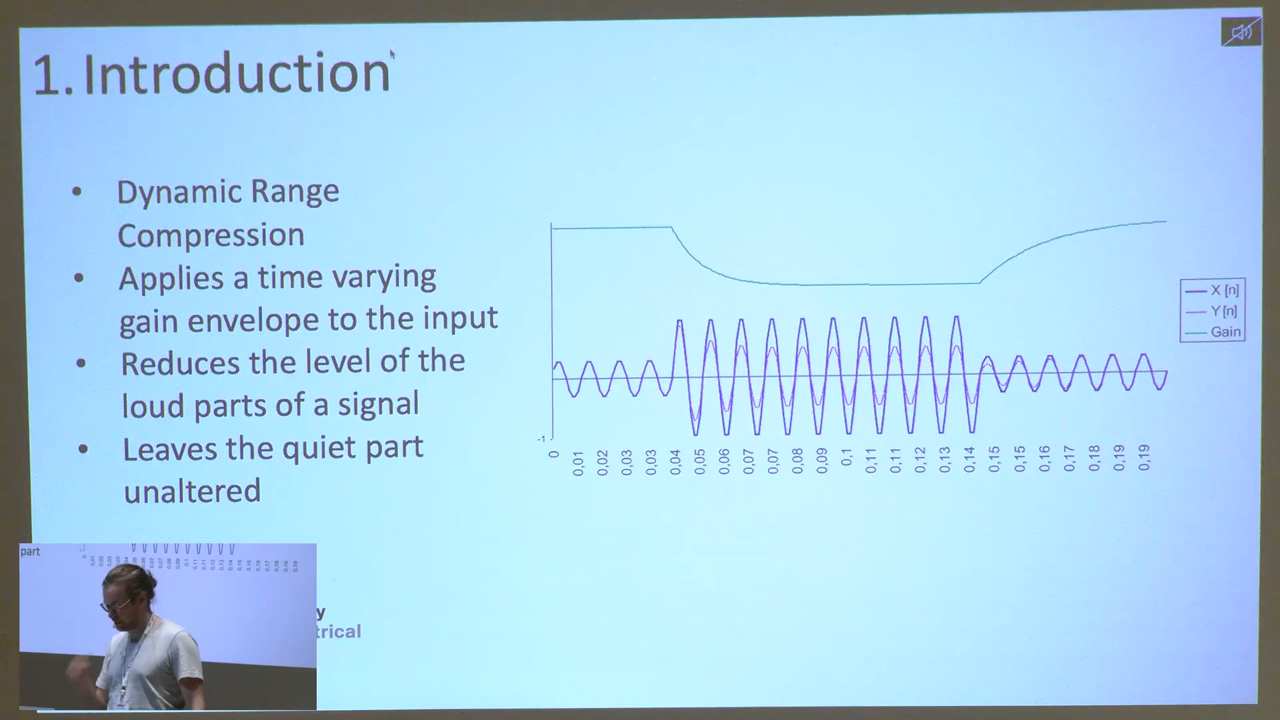 1. Introduction
• Dynamic Range
Compression
• Applies a time varying
gain envelope to the input
• Reduces the level of the
loud parts of a signal
• Leaves the quiet part
unaltered
X [n]
Y [n]
Gain
-1
0 0,01 0,02 0,03 0,03 0,04 0,05 0,06 0,07 0,07 0,08 0,09 0,1 0,11 0,11 0,12 0,13 0,14 0,15 0,15 0,16 0,17 0,18 0,19 0,19
part
y
trical